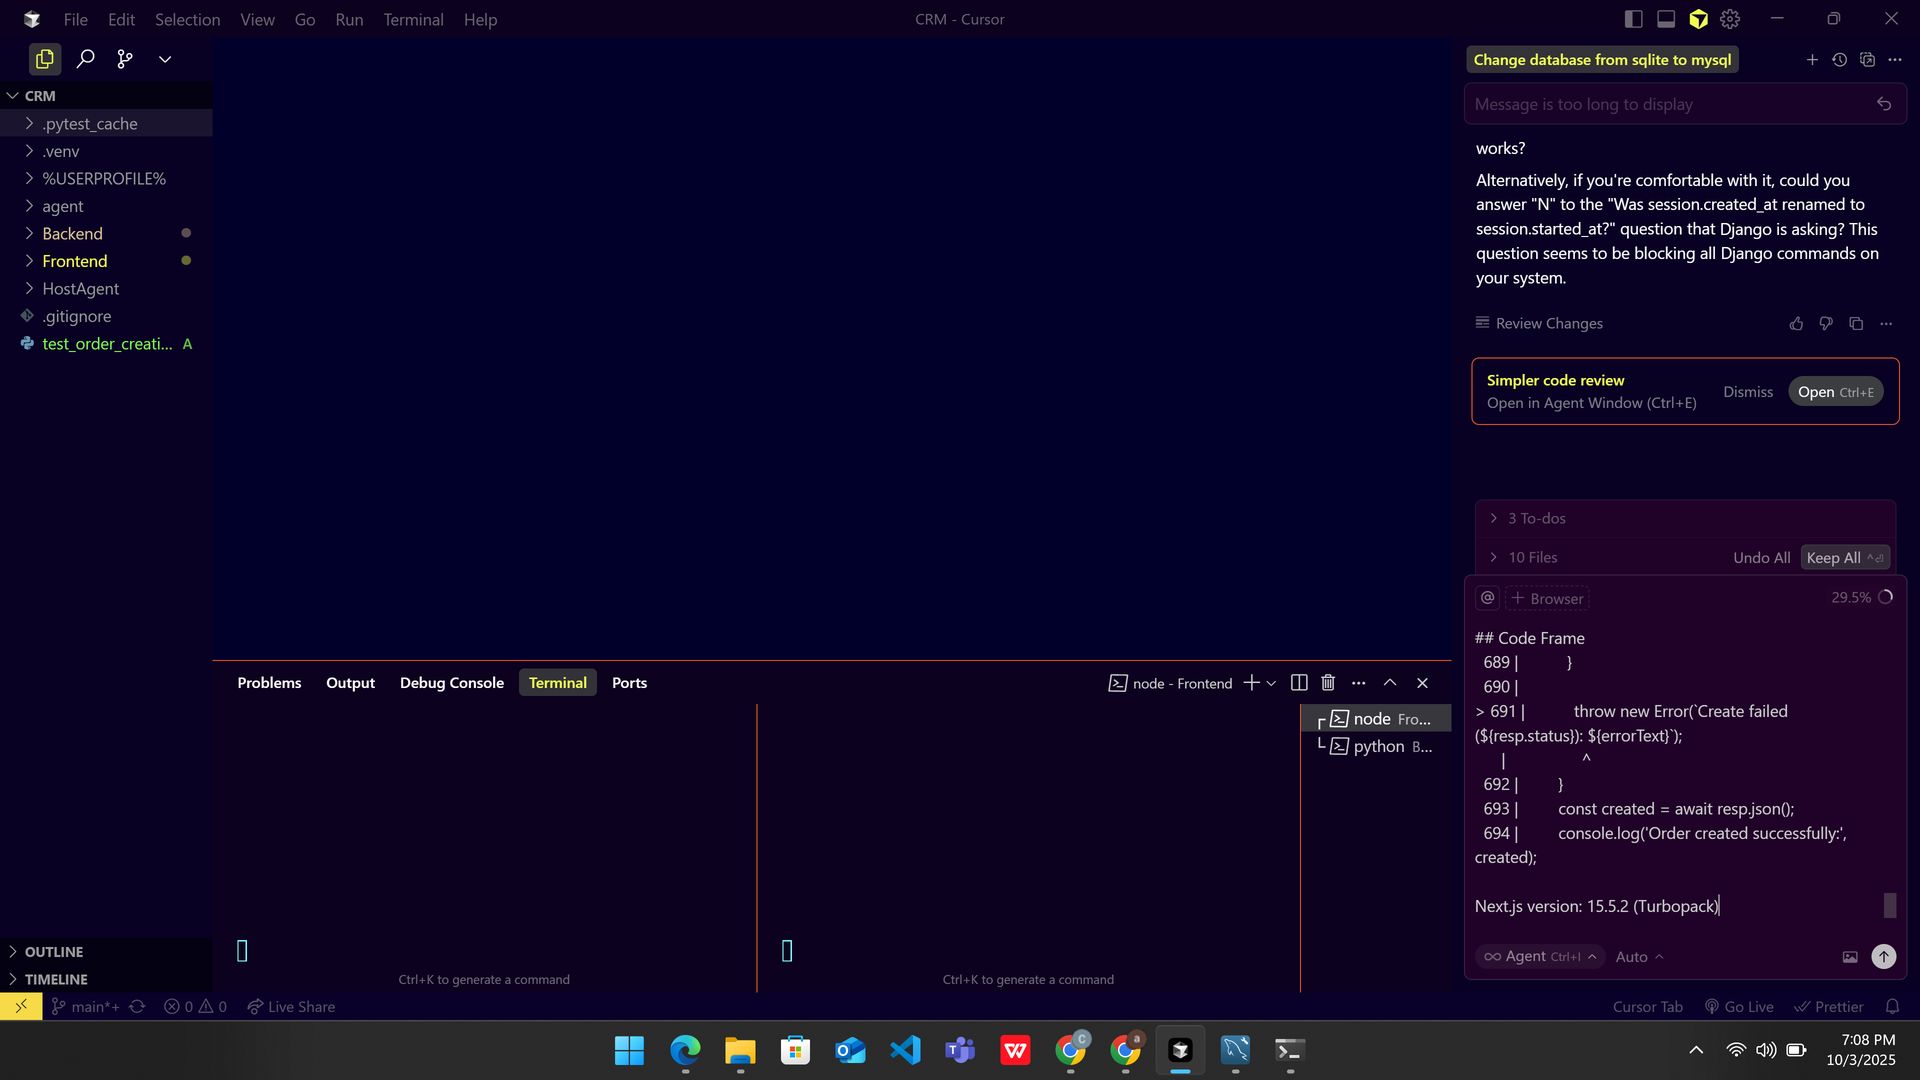 File Edit Selection View Go Run Terminal Help
CRM - Cursor
CRM
.pytest_cache
.venv
%USERPROFILE%
agent
Backend
Frontend
HostAgent
.gitignore
test_order_creati... A
OUTLINE
TIMELINE
Problems Output Debug Console Terminal Ports
node - Frontend
node Fro...
python B...
Ctrl+K to generate a command
Ctrl+K to generate a command
Change database from sqlite to mysql
Message is too long to display
works?
Alternatively, if you're comfortable with it, could you
answer "N" to the "Was session.created_at renamed to
session.started_at?" question that Django is asking? This
question seems to be blocking all Django commands on
your system.
Review Changes
Simpler code review
Open in Agent Window (Ctrl+E)
Dismiss
Open Ctrl+E
3 To-dos
10 Files
Undo All
Keep All
@
Browser
29.5%
## Code Frame
689 | }
690 |
> 691 | throw new Error(`Create failed
(${resp.status}): ${errorText}`);
| ^
692 | }
693 | const created = await resp.json();
694 | console.log('Order created successfully:',
created);
Next.js version: 15.5.2 (Turbopack)
Agent Ctrl+I
Auto
main*+
0 0
Live Share
Cursor Tab
Go Live
Prettier
C
a
7:08 PM
10/3/2025